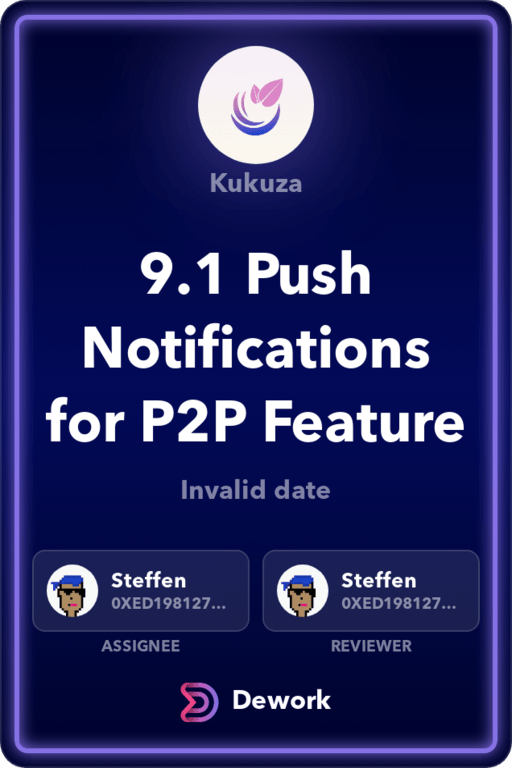 Kukuza
9.1 Push
Notifications
for P2P Feature
Invalid date
Steffen
0XED198127...
ASSIGNEE
Steffen
0XED198127...
REVIEWER
Dework